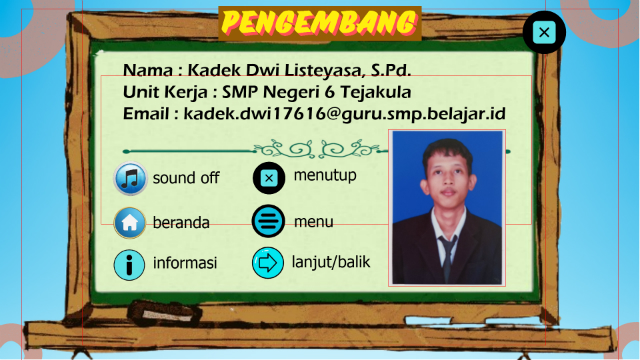 PENGEMBANG
Nama : Kadek Dwi Listeyasa, S.Pd.
Unit Kerja : SMP Negeri 6 Tejakula
Email : kadek.dwi17616@guru.smp.belajar.id
sound off
menutup
beranda
menu
informasi
lanjut/balik